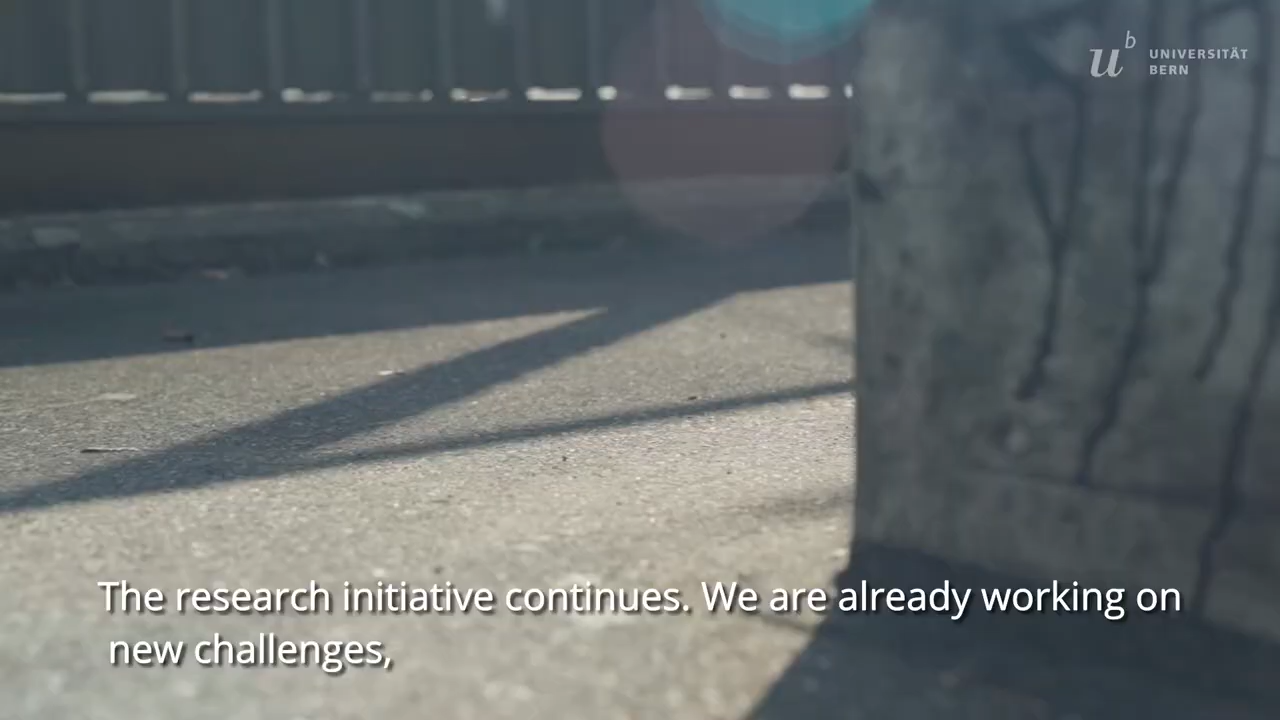 u b
UNIVERSITÄT
BERN
The research initiative continues. We are already working on
new challenges,